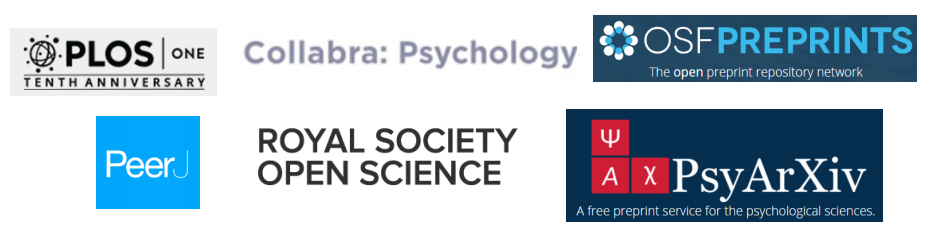 PLOS | ONE
TENTH ANNIVERSARY
Collabra: Psychology
OSFPREPRINTS
The open preprint repository network
PeerJ
ROYAL SOCIETY
OPEN SCIENCE
Ψ
A χ PsyArXiv
A free preprint service for the psychological sciences.